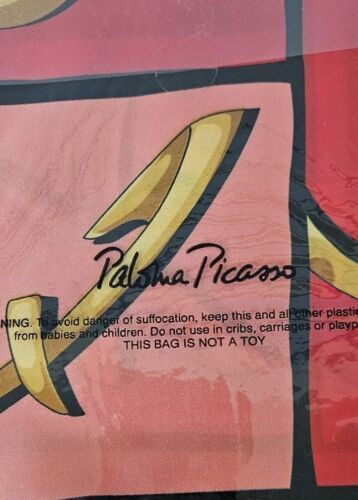 Paloma Picasso
NING. To avoid danger of suffocation, keep this and all other plastic
from babies and children. Do not use in cribs, carriages or playp
THIS BAG IS NOT A TOY